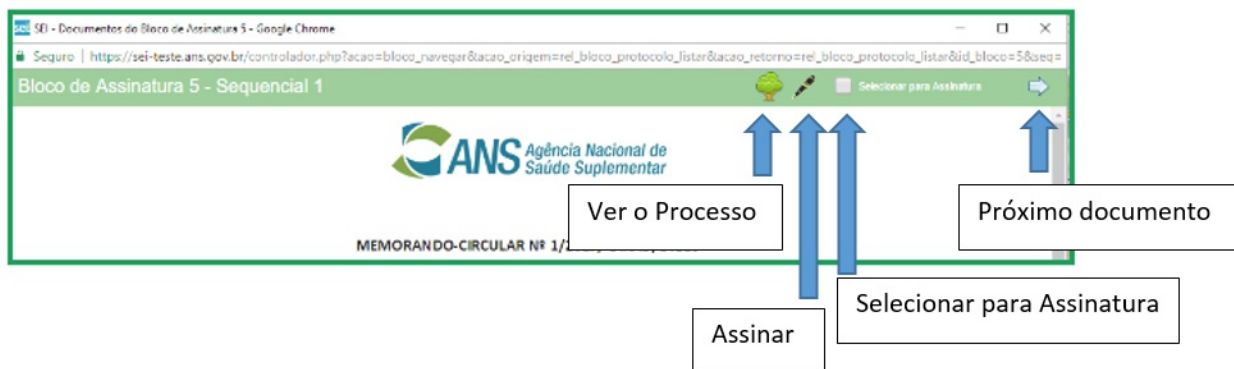 SEI - Documentos do Bloco de Assinatura 5 - Google Chrome
Seguro | https://sei-teste.ans.gov.br/controlador.php?acao=bloco_navegar&acao_origem=rel_bloco_protocolo_listar&acao_retorno=rel_bloco_protocolo_listar&id_bloco=5&seq=
Bloco de Assinatura 5 - Sequencial 1
Selecionar para Assinatura
ANS Agência Nacional de
Saúde Suplementar
Ver o Processo
Próximo documento
MEMORANDO-CIRCULAR Nº
Selecionar para Assinatura
Assinar